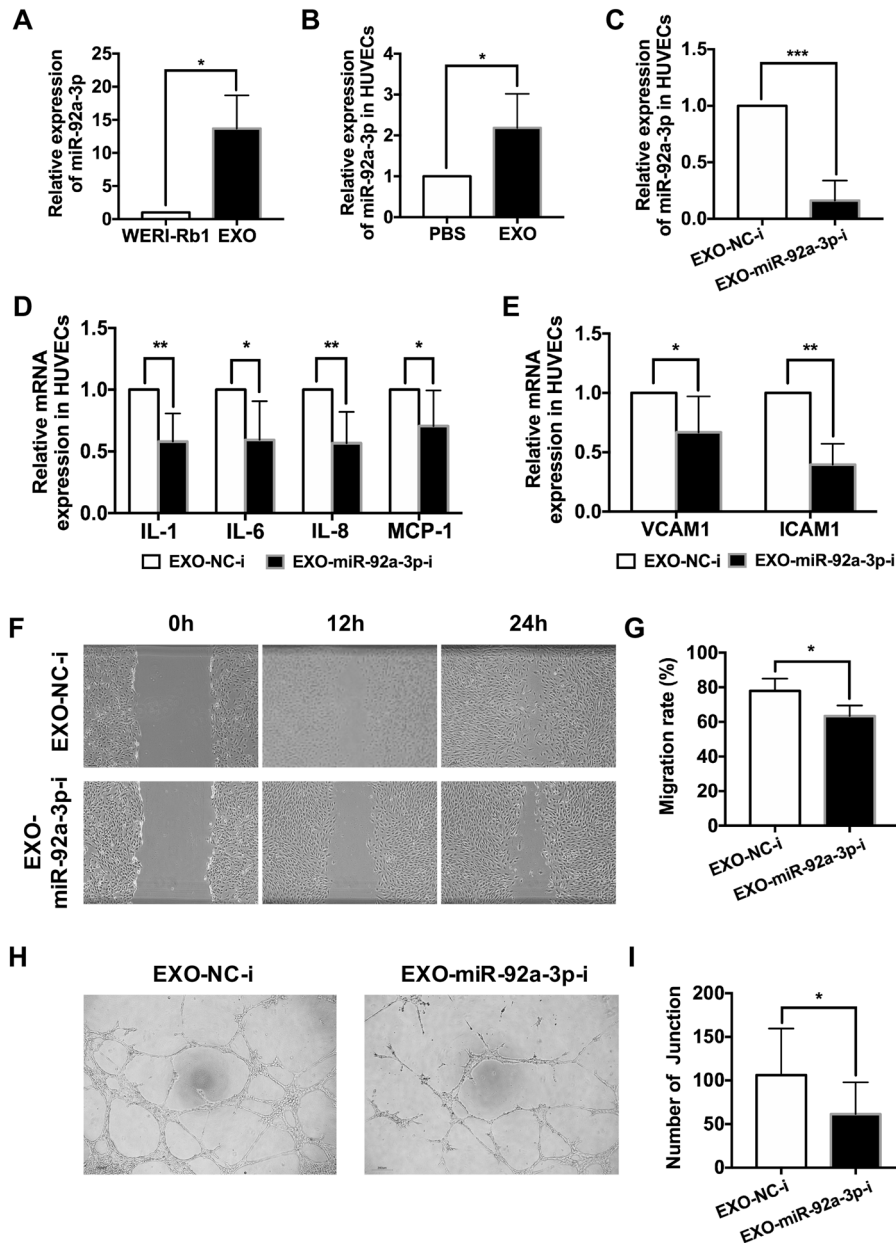 A
Relative expression
of miR-92a-3p
25
20
15
10
5
0
*
WERI-Rb1 EXO
B
Relative expression
of miR-92a-3p in HUVECs
4
3
2
1
0
*
PBS EXO
C
Relative expression
of miR-92a-3p in HUVECs
1.5
1.0
0.5
0.0
***
EXO-NC-i
EXO-miR-92a-3p-i
D
Relative mRNA
expression in HUVECs
1.5
1.0
0.5
0.0
** * ** *
IL-1 IL-6 IL-8 MCP-1
EXO-NC-i EXO-miR-92a-3p-i
E
Relative mRNA
expression in HUVECs
1.5
1.0
0.5
0.0
* **
VCAM1 ICAM1
EXO-NC-i EXO-miR-92a-3p-i
F
0h 12h 24h
EXO-NC-i
EXO-
miR-92a-3p-i
G
Migration rate (%)
100
80
60
40
20
0
*
EXO-NC-i
EXO-miR-92a-3p-i
H
EXO-NC-i EXO-miR-92a-3p-i
I
Number of Junction
200
150
100
50
0
*
EXO-NC-i
EXO-miR-92a-3p-i